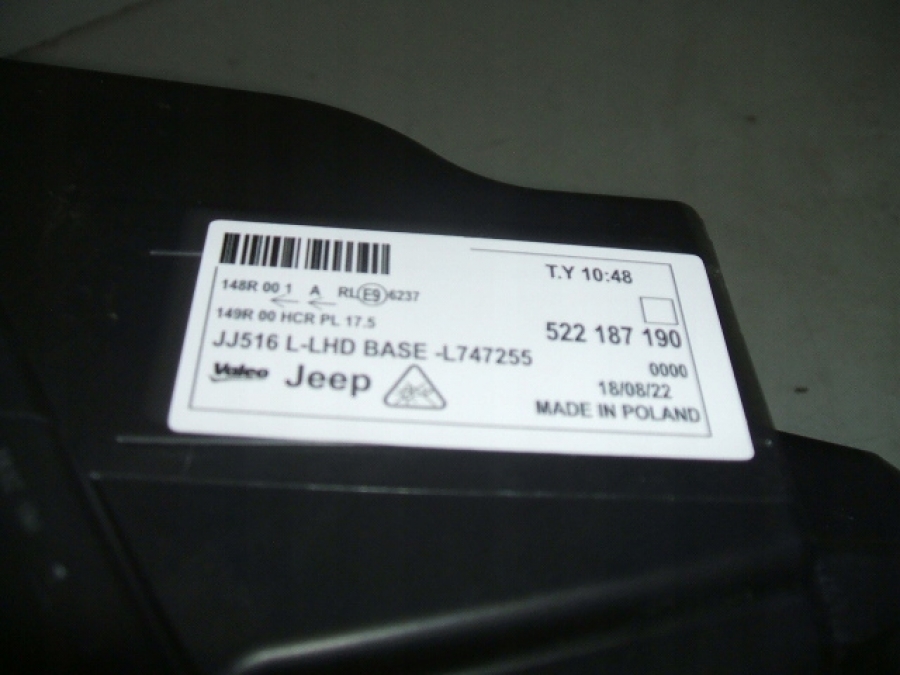 T.Y 10:48
148R 00 1 A RL E9 6237
149R 00 HCR PL 17.5
522 187 190
JJ516 L-LHD BASE -L747255
0000
Valeo Jeep
18/08/22
MADE IN POLAND